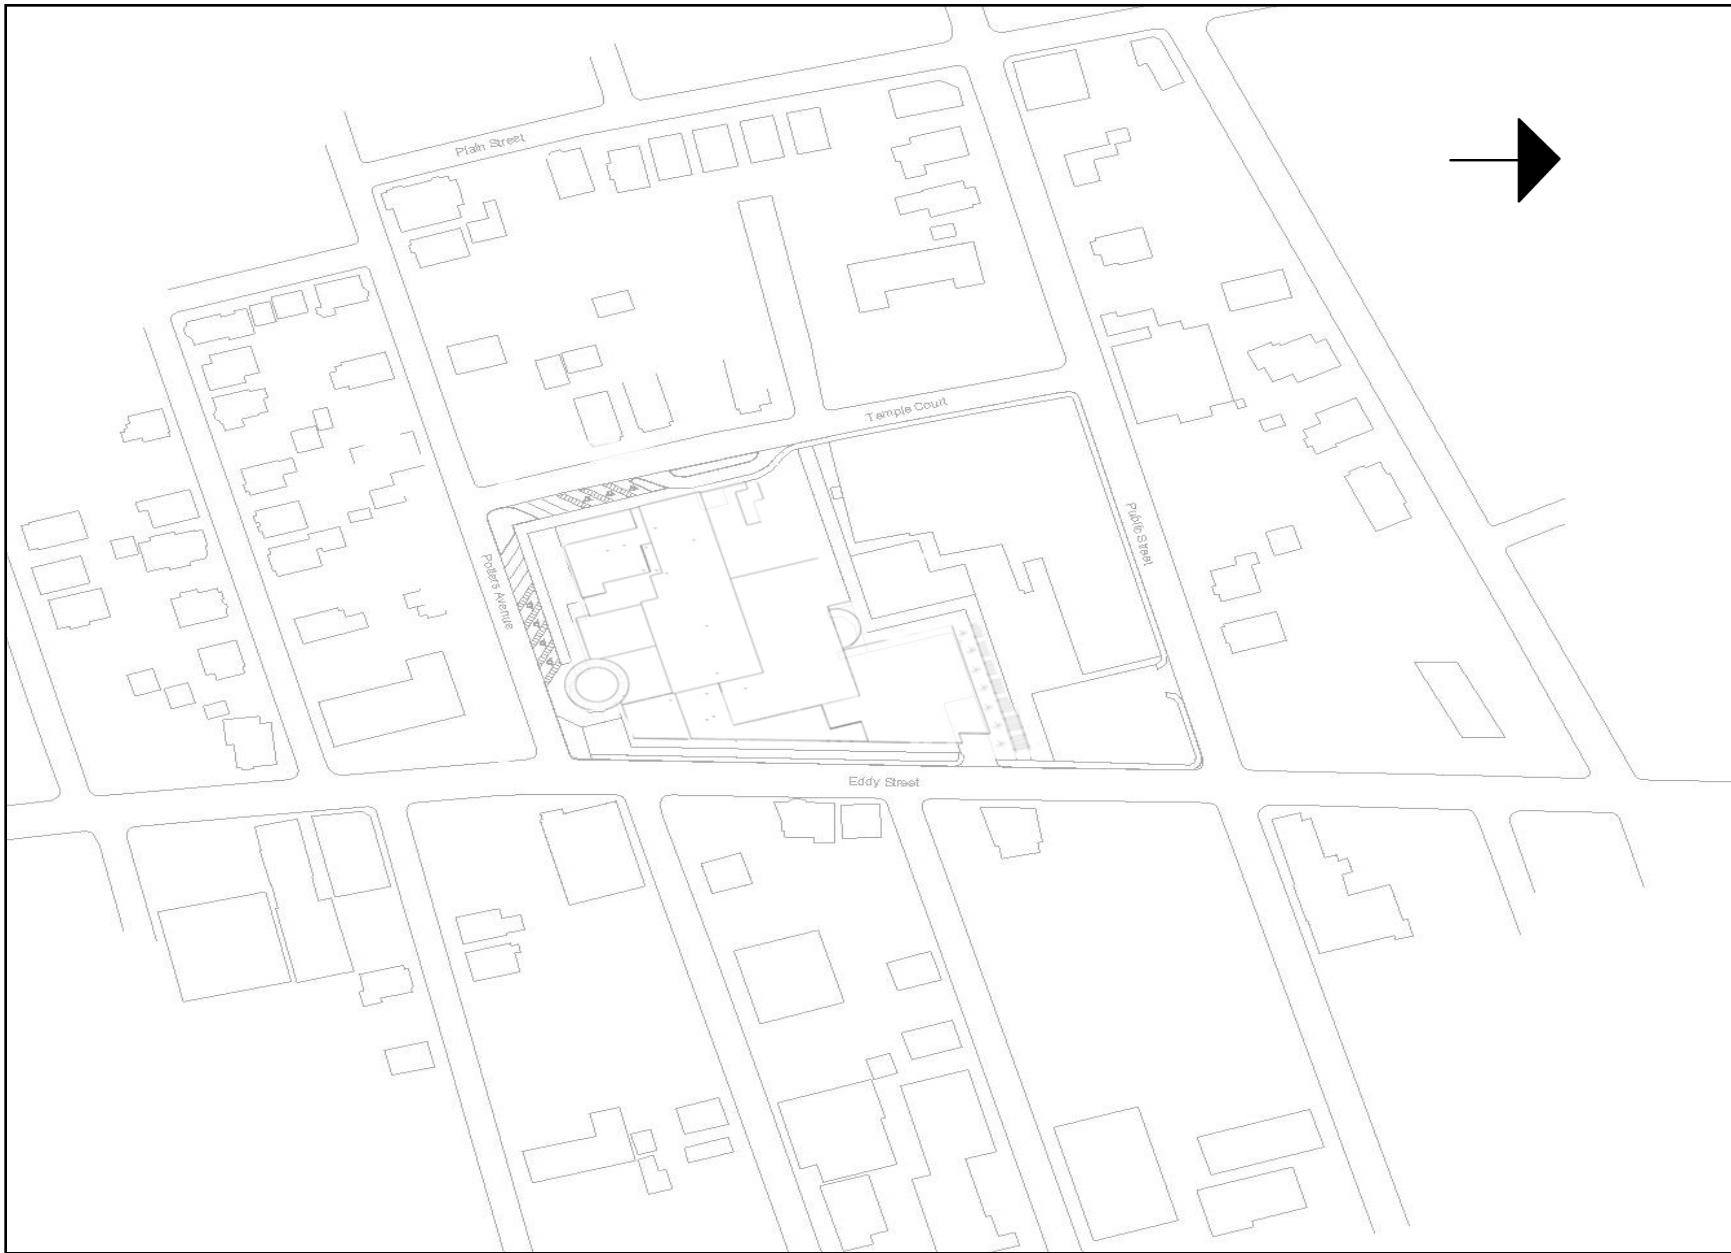 Plain Street
Temple Court
Public Street
Potters Avenue
Eddy Street